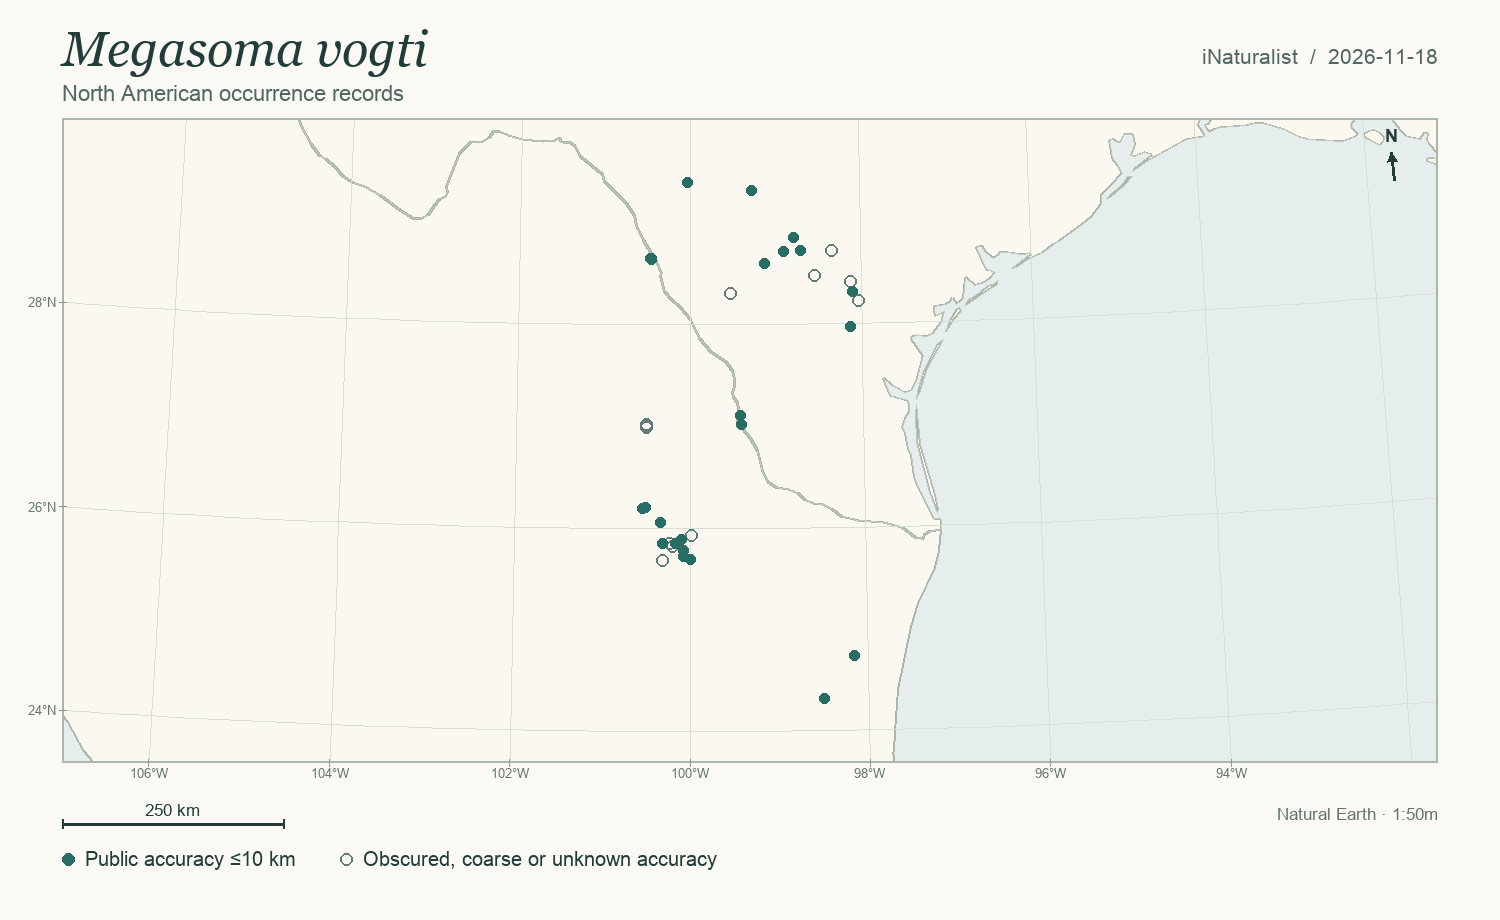 Megasoma vogti
iNaturalist / 2026-11-18
North American occurrence records
N
28°N
26°N
24°N
106°W 104°W 102°W 100°W 98°W 96°W 94°W
250 km
Natural Earth · 1:50m
Public accuracy ≤10 km
Obscured, coarse or unknown accuracy